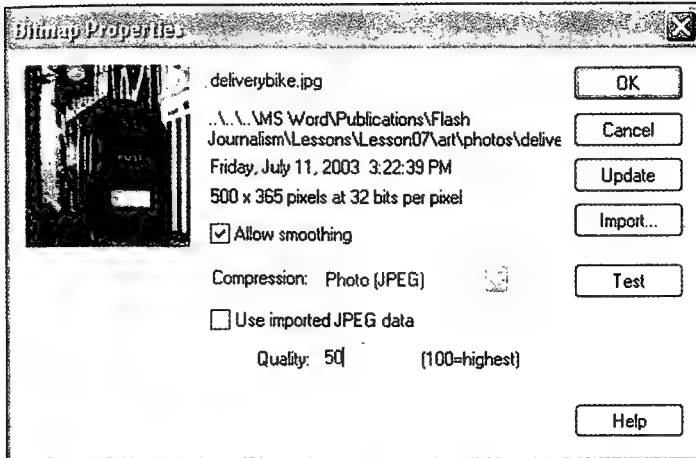 Bitmap Properties
deliverybike.jpg
OK
..\..\..\MS Word\Publications\Flash
Journalism\Lessons\Lesson07\art\photos\delive
Cancel
Friday, July 11, 2003 3:22:39 PM
Update
500 x 365 pixels at 32 bits per pixel
Import...
Allow smoothing
Compression: Photo (JPEG)
Test
Use imported JPEG data
Quality: 50 (100=highest)
Help